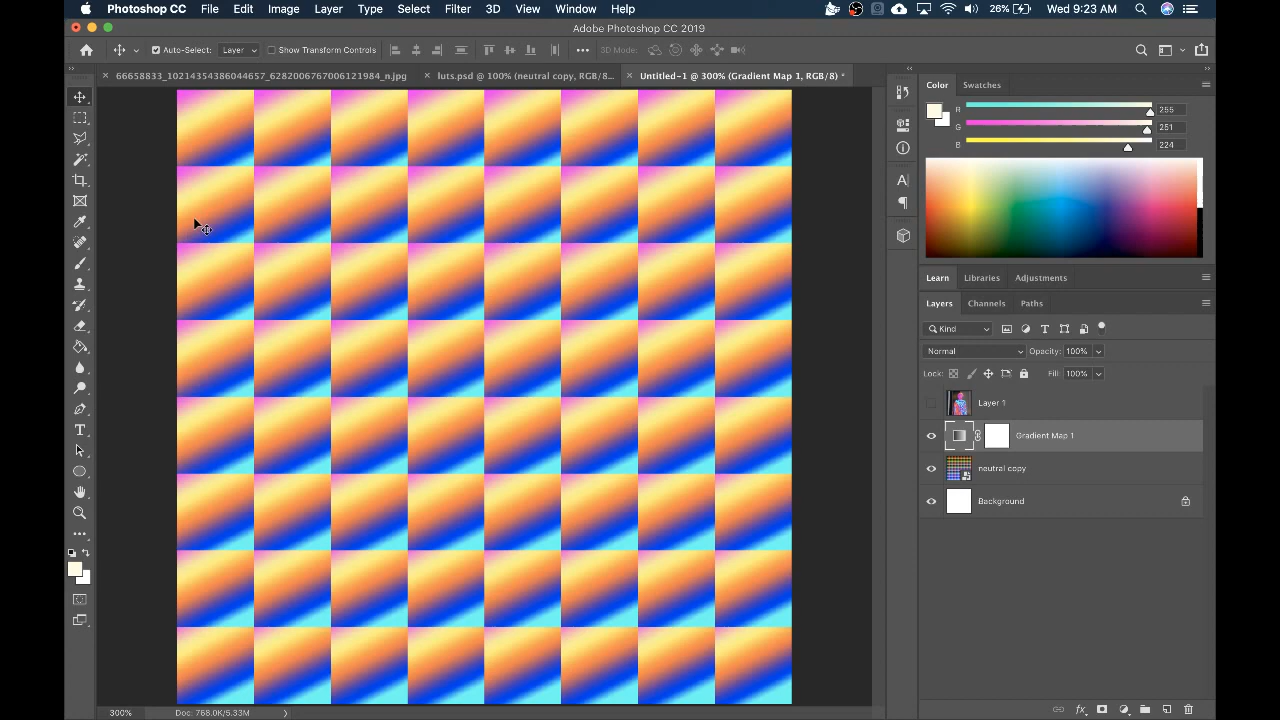 Photoshop CC File Edit Image Layer Type Select Filter 3D View Window Help 26% Wed 9:23 AM
Adobe Photoshop CC 2019
Auto-Select: Layer Show Transform Controls 3D Mode:
66658833_10214354386044657_6282006767006121984_n.jpg luts.psd @ 100% (neutral copy, RGB/8... Untitled-1 @ 300% (Gradient Map 1, RGB/8) *
Color Swatches
R 255
G 251
B 224
Learn Libraries Adjustments
Layers Channels Paths
Kind
Normal Opacity: 100%
Lock: Fill: 100%
Layer 1
Gradient Map 1
neutral copy
Background
300% Doc: 768.0K/5.33M